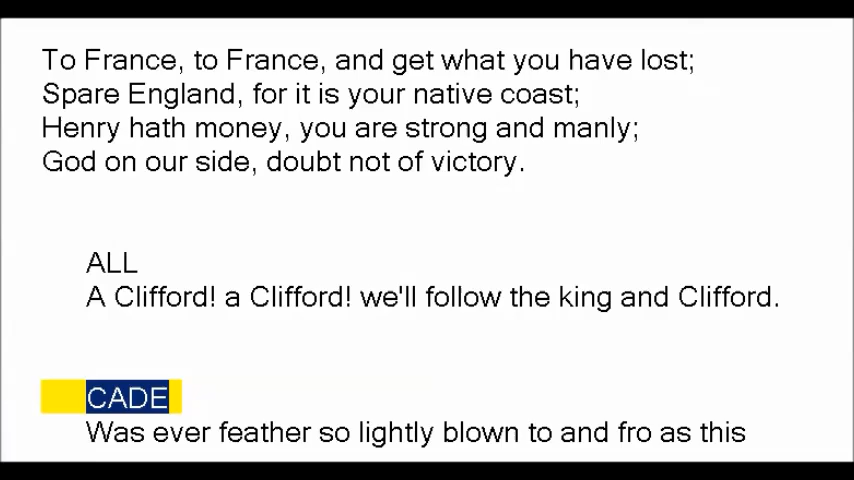 To France, to France, and get what you have lost;
Spare England, for it is your native coast;
Henry hath money, you are strong and manly;
God on our side, doubt not of victory.
ALL
A Clifford! a Clifford! we'll follow the king and Clifford.
CADE
Was ever feather so lightly blown to and fro as this